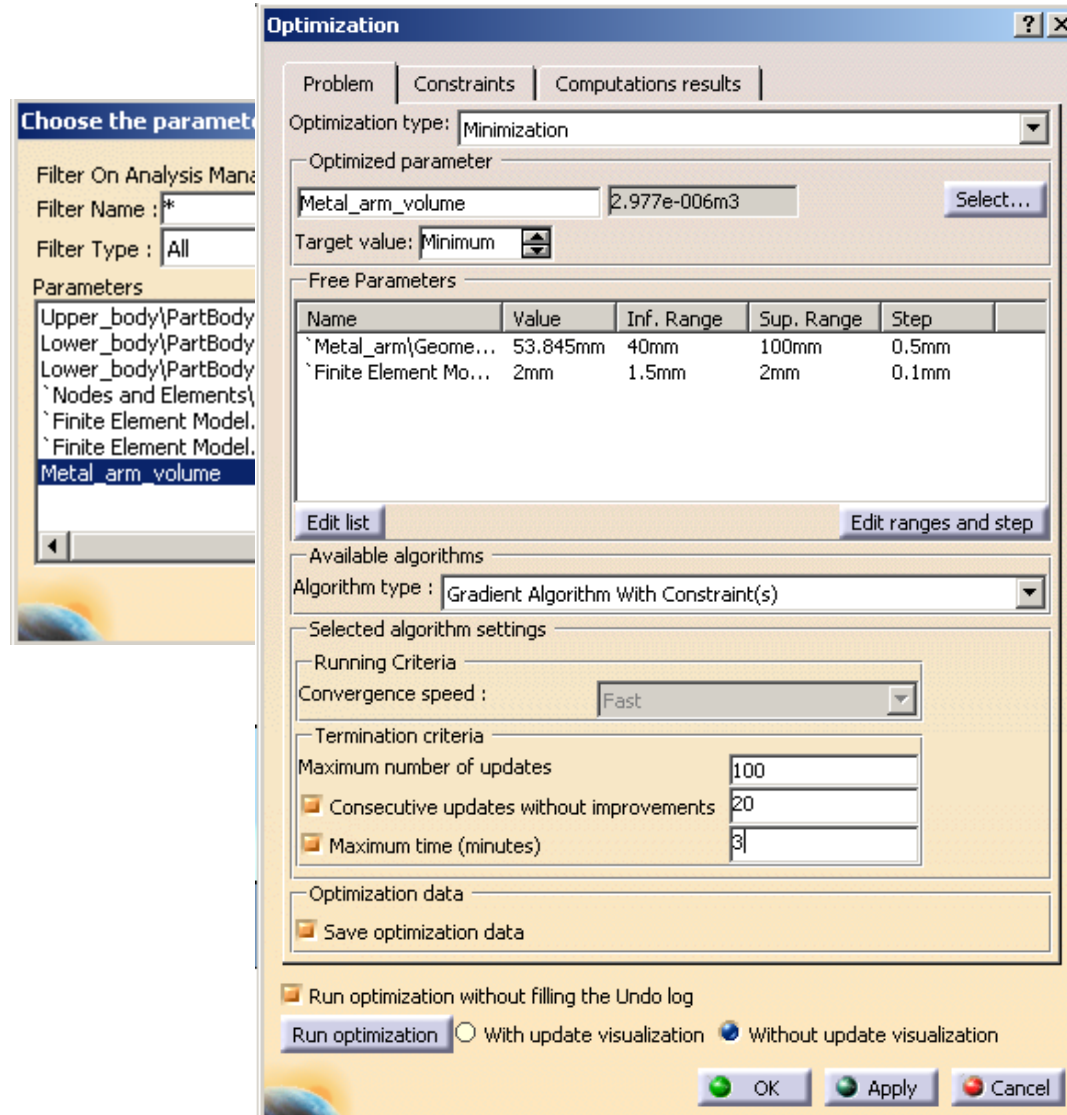 Choose the paramet
Filter On Analysis Mana
Filter Name : *
Filter Type : All
Parameters
Upper_body\PartBody
Lower_body\PartBody
Lower_body\PartBody
`Nodes and Elements\
`Finite Element Model.
`Finite Element Model.
Metal_arm_volume
Optimization
Problem Constraints Computations results
Optimization type: Minimization
Optimized parameter
Metal_arm_volume 2.977e-006m3 Select...
Target value: Minimum
Free Parameters
Name Value Inf. Range Sup. Range Step
`Metal_arm\Geome... 53.845mm 40mm 100mm 0.5mm
`Finite Element Mo... 2mm 1.5mm 2mm 0.1mm
Edit list Edit ranges and step
Available algorithms
Algorithm type : Gradient Algorithm With Constraint(s)
Selected algorithm settings
Running Criteria
Convergence speed : Fast
Termination criteria
Maximum number of updates 100
Consecutive updates without improvements 20
Maximum time (minutes) 3
Optimization data
Save optimization data
Run optimization without filling the Undo log
Run optimization With update visualization Without update visualization
OK Apply Cancel